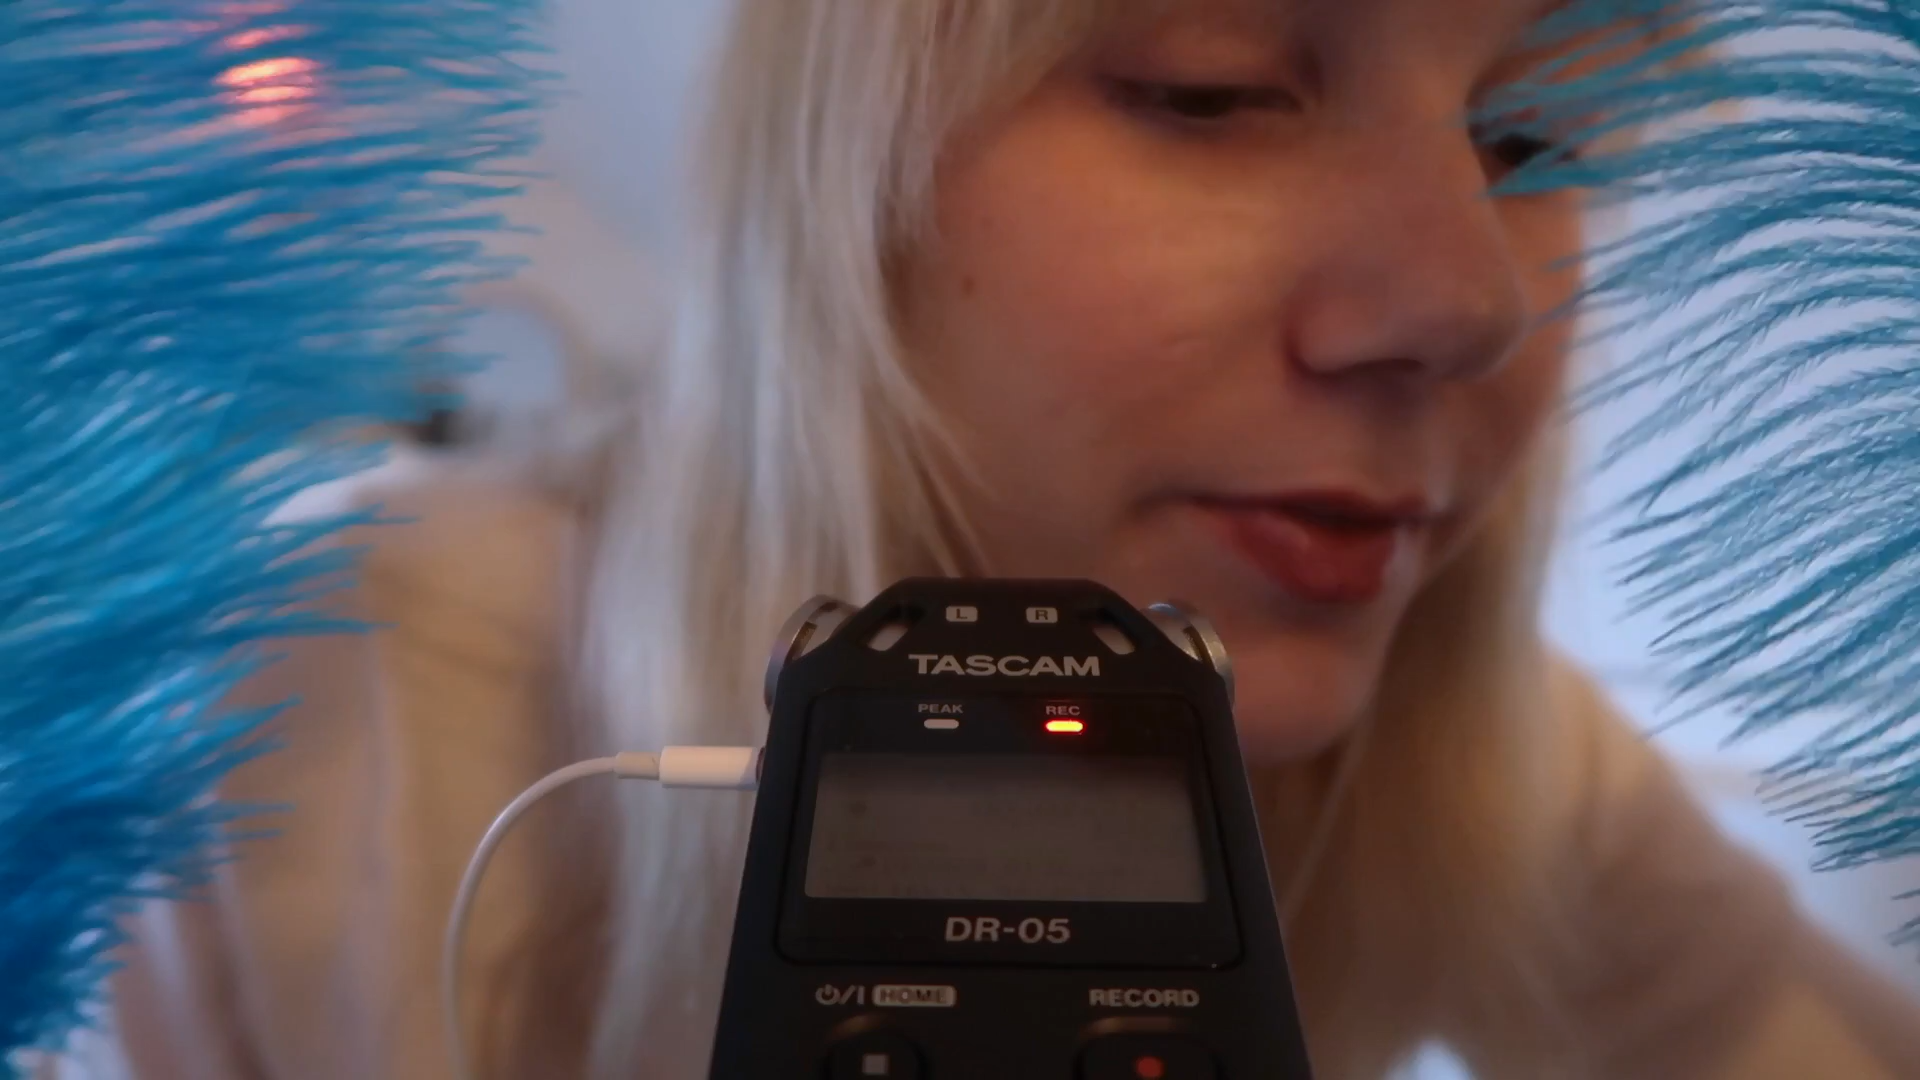 L R
TASCAM
PEAK REC
DR-05
HOME RECORD